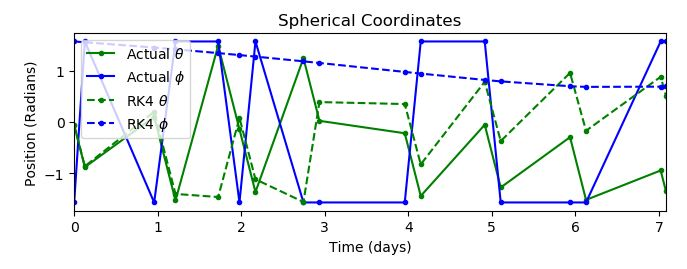 Spherical Coordinates
Position (Radians)
1
0
−1
Actual θ
Actual ϕ
RK4 θ
RK4 ϕ
0 1 2 3 4 5 6 7
Time (days)